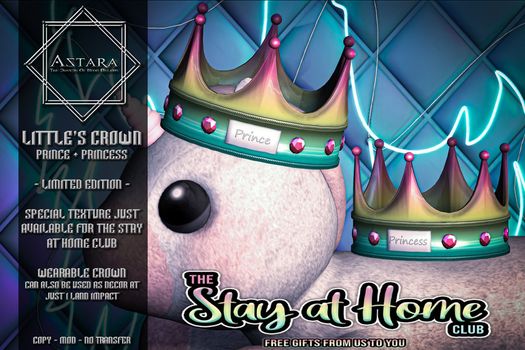 ASTARA
LITTLE'S CROWN
PRINCE + PRINCESS
- LIMITED EDITION -
SPECIAL TEXTURE JUST
AVAILABLE FOR THE STAY
AT HOME CLUB
WEARABLE CROWN
CAN ALSO BE USED AS DECOR AT
JUST 1 LAND IMPACT
COPY - MOD - NO TRANSFER
Prince
Princess
THE
Stay at Home
CLUB
FREE GIFTS FROM US TO YOU